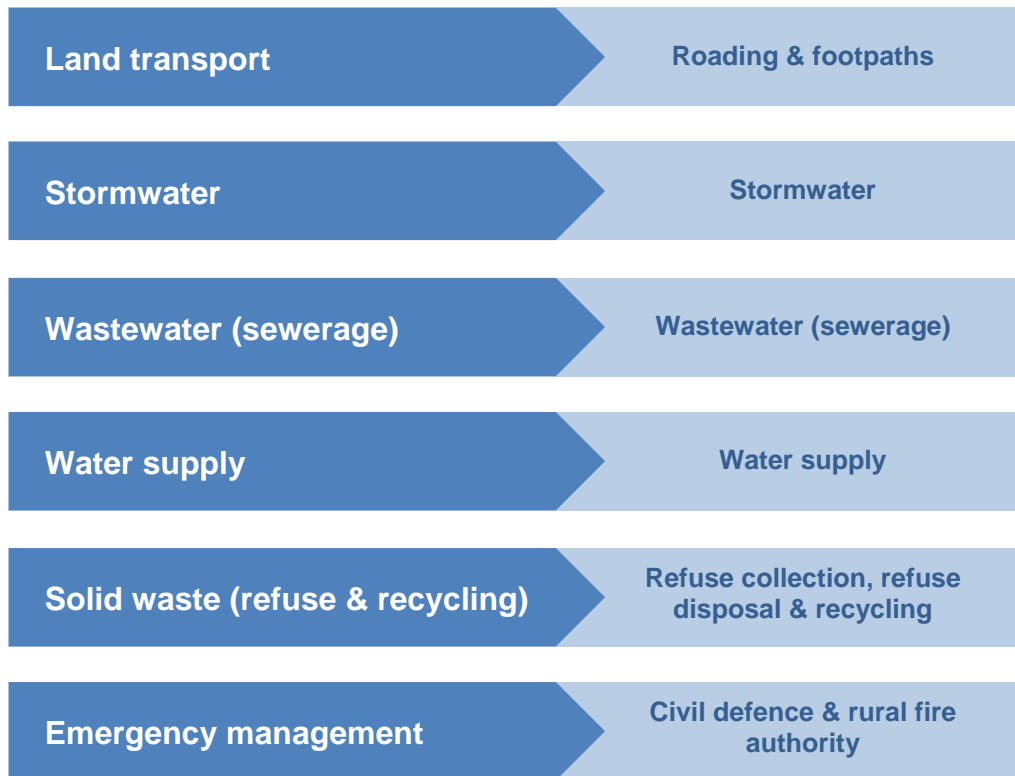 Land transport
Roading & footpaths
Stormwater
Stormwater
Wastewater (sewerage)
Wastewater (sewerage)
Water supply
Water supply
Solid waste (refuse & recycling)
Refuse collection, refuse
disposal & recycling
Emergency management
Civil defence & rural fire
authority